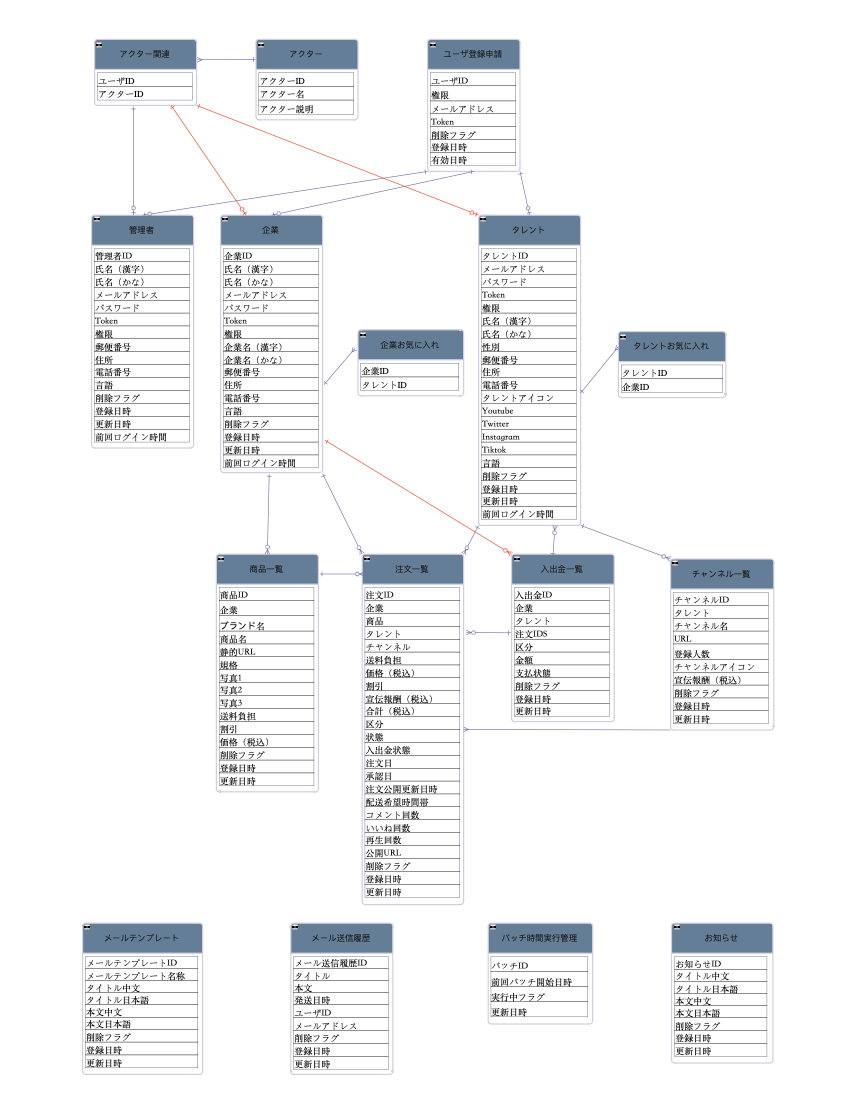 アクター関連
ユーザID
アクターID
アクター
アクターID
アクター名
アクター説明
ユーザ登録申請
ユーザID
権限
メールアドレス
Token
削除フラグ
登録日時
有効日時
管理者
管理者ID
氏名（漢字）
氏名（かな）
メールアドレス
パスワード
Token
権限
郵便番号
住所
電話番号
言語
削除フラグ
登録日時
更新日時
前回ログイン時間
企業
企業ID
氏名（漢字）
氏名（かな）
メールアドレス
パスワード
Token
権限
企業名（漢字）
企業名（かな）
郵便番号
住所
電話番号
言語
削除フラグ
登録日時
更新日時
前回ログイン時間
企業お気に入れ
企業ID
タレントID
タレント
タレントID
メールアドレス
パスワード
Token
権限
氏名（漢字）
氏名（かな）
性別
郵便番号
住所
電話番号
タレントアイコン
Youtube
Twitter
Instagram
Tiktok
言語
削除フラグ
登録日時
更新日時
前回ログイン時間
タレントお気に入れ
タレントID
企業ID
商品一覧
商品ID
企業
ブランド名
商品名
静的URL
規格
写真1
写真2
写真3
送料負担
割引
価格（税込）
削除フラグ
登録日時
更新日時
注文一覧
注文ID
企業
商品
タレント
チャンネル
送料負担
価格（税込）
割引
宣伝報酬（税込）
合計（税込）
区分
状態
入出金状態
注文日
承認日
注文公開更新日時
配送希望時間帯
コメント回数
いいね回数
再生回数
公開URL
削除フラグ
登録日時
更新日時
入出金一覧
入出金ID
企業
タレント
注文IDS
区分
金額
支払状態
削除フラグ
登録日時
更新日時
チャンネル一覧
チャンネルID
タレント
チャンネル名
URL
登録人数
チャンネルアイコン
宣伝報酬（税込）
削除フラグ
登録日時
更新日時
メールテンプレート
メールテンプレートID
メールテンプレート名称
タイトル中文
タイトル日本語
本文中文
本文日本語
削除フラグ
登録日時
更新日時
メール送信履歴
メール送信履歴ID
タイトル
本文
発送日時
ユーザID
メールアドレス
削除フラグ
登録日時
更新日時
バッチ時間実行管理
バッチID
前回バッチ開始日時
実行中フラグ
更新日時
お知らせ
お知らせID
タイトル中文
タイトル日本語
本文中文
本文日本語
削除フラグ
登録日時
更新日時